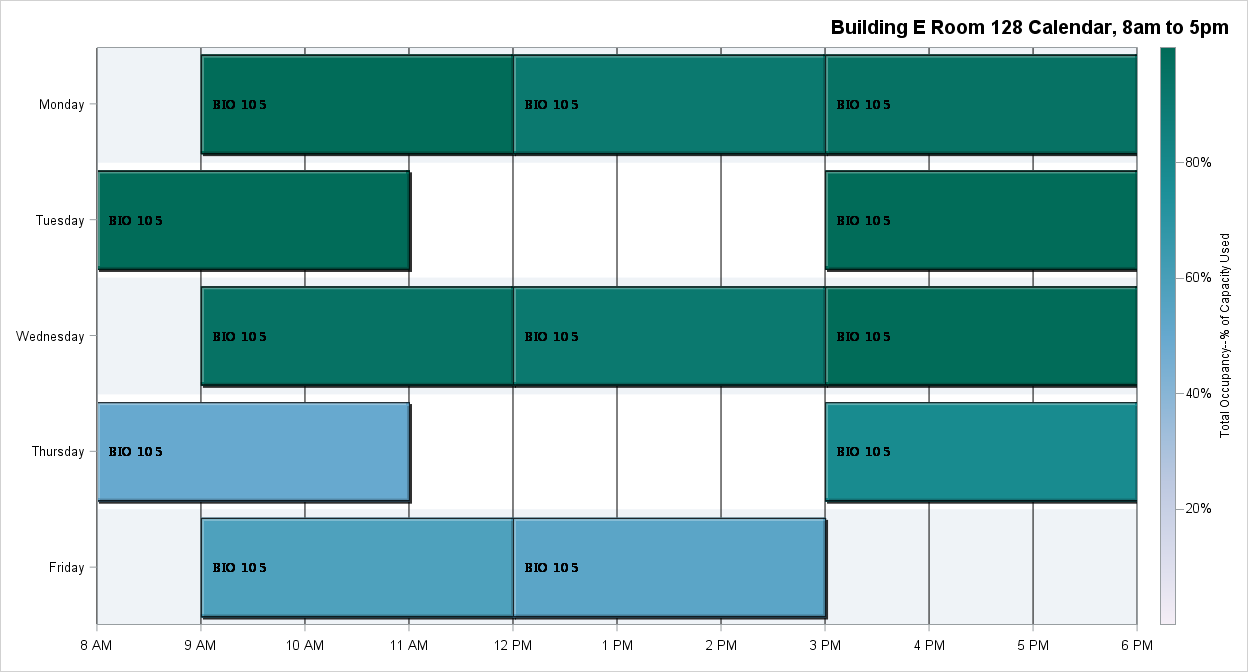 Building E Room 128 Calendar, 8am to 5pm
Monday
BIO 105
BIO 105
BIO 105
Tuesday
BIO 105
BIO 105
Wednesday
BIO 105
BIO 105
BIO 105
Thursday
BIO 105
BIO 105
Friday
BIO 105
BIO 105
8 AM
9 AM
10 AM
11 AM
12 PM
1 PM
2 PM
3 PM
4 PM
5 PM
6 PM
80%
60%
40%
20%
Total Occupancy--% of Capacity Used